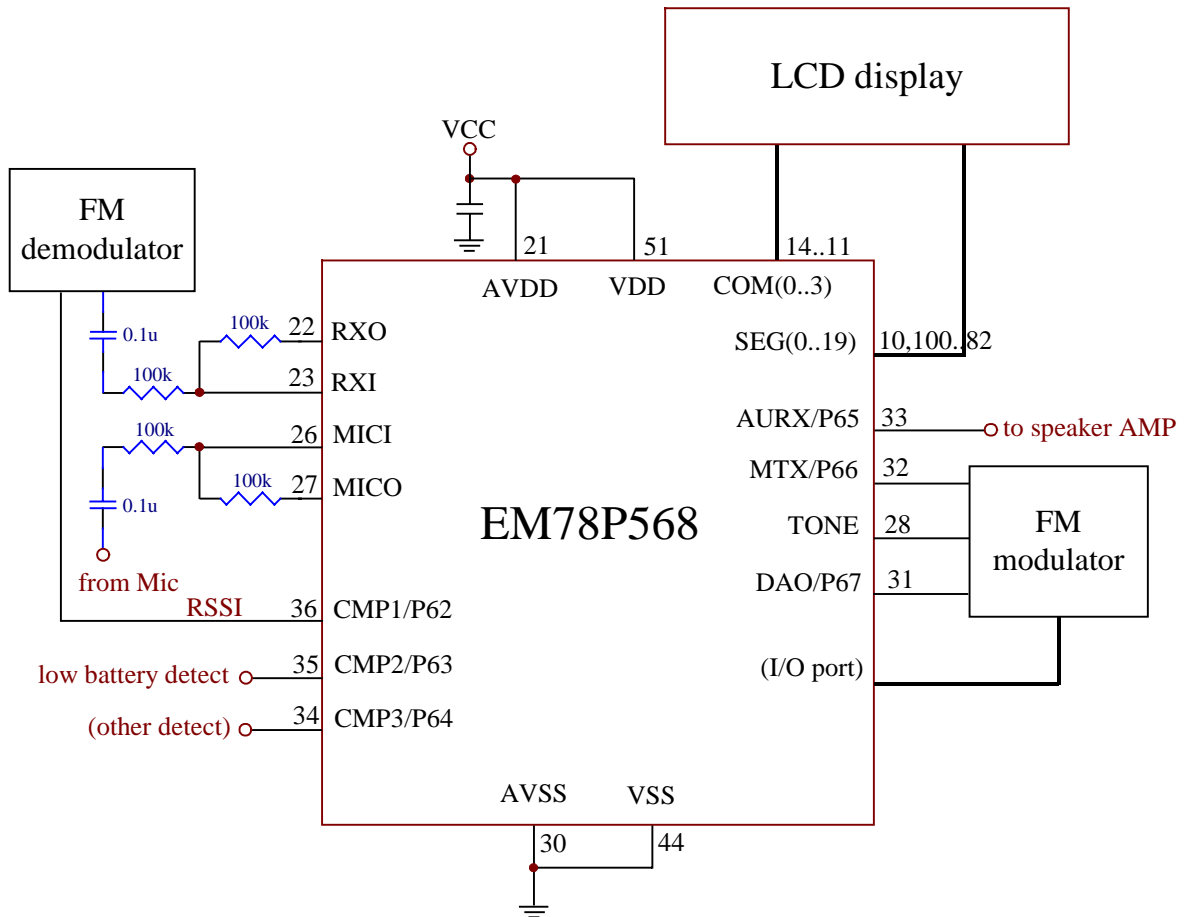 LCD display
VCC
FM
demodulator
21
51
14..11
AVDD
VDD
COM(0..3)
0.1u
100k
22
RXO
SEG(0..19)
10,100..82
100k
23
RXI
100k
26
MICI
AURX/P65
33
to speaker AMP
MTX/P66
32
0.1u
100k
27
MICO
EM78P568
TONE
28
FM
modulator
from Mic
DAO/P67
31
RSSI
36
CMP1/P62
low battery detect
35
CMP2/P63
(I/O port)
(other detect)
34
CMP3/P64
AVSS
VSS
30
44